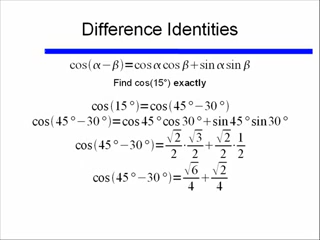 Difference Identities
cos(α−β)=cosαcosβ+sinαsinβ
Find cos(15°) exactly
cos(15°)=cos(45°−30°)
cos(45°−30°)=cos45°cos30°+sin45°sin30°
cos(45°−30°)=√2/2·√3/2+√2/2·1/2
cos(45°−30°)=√6/4+√2/4